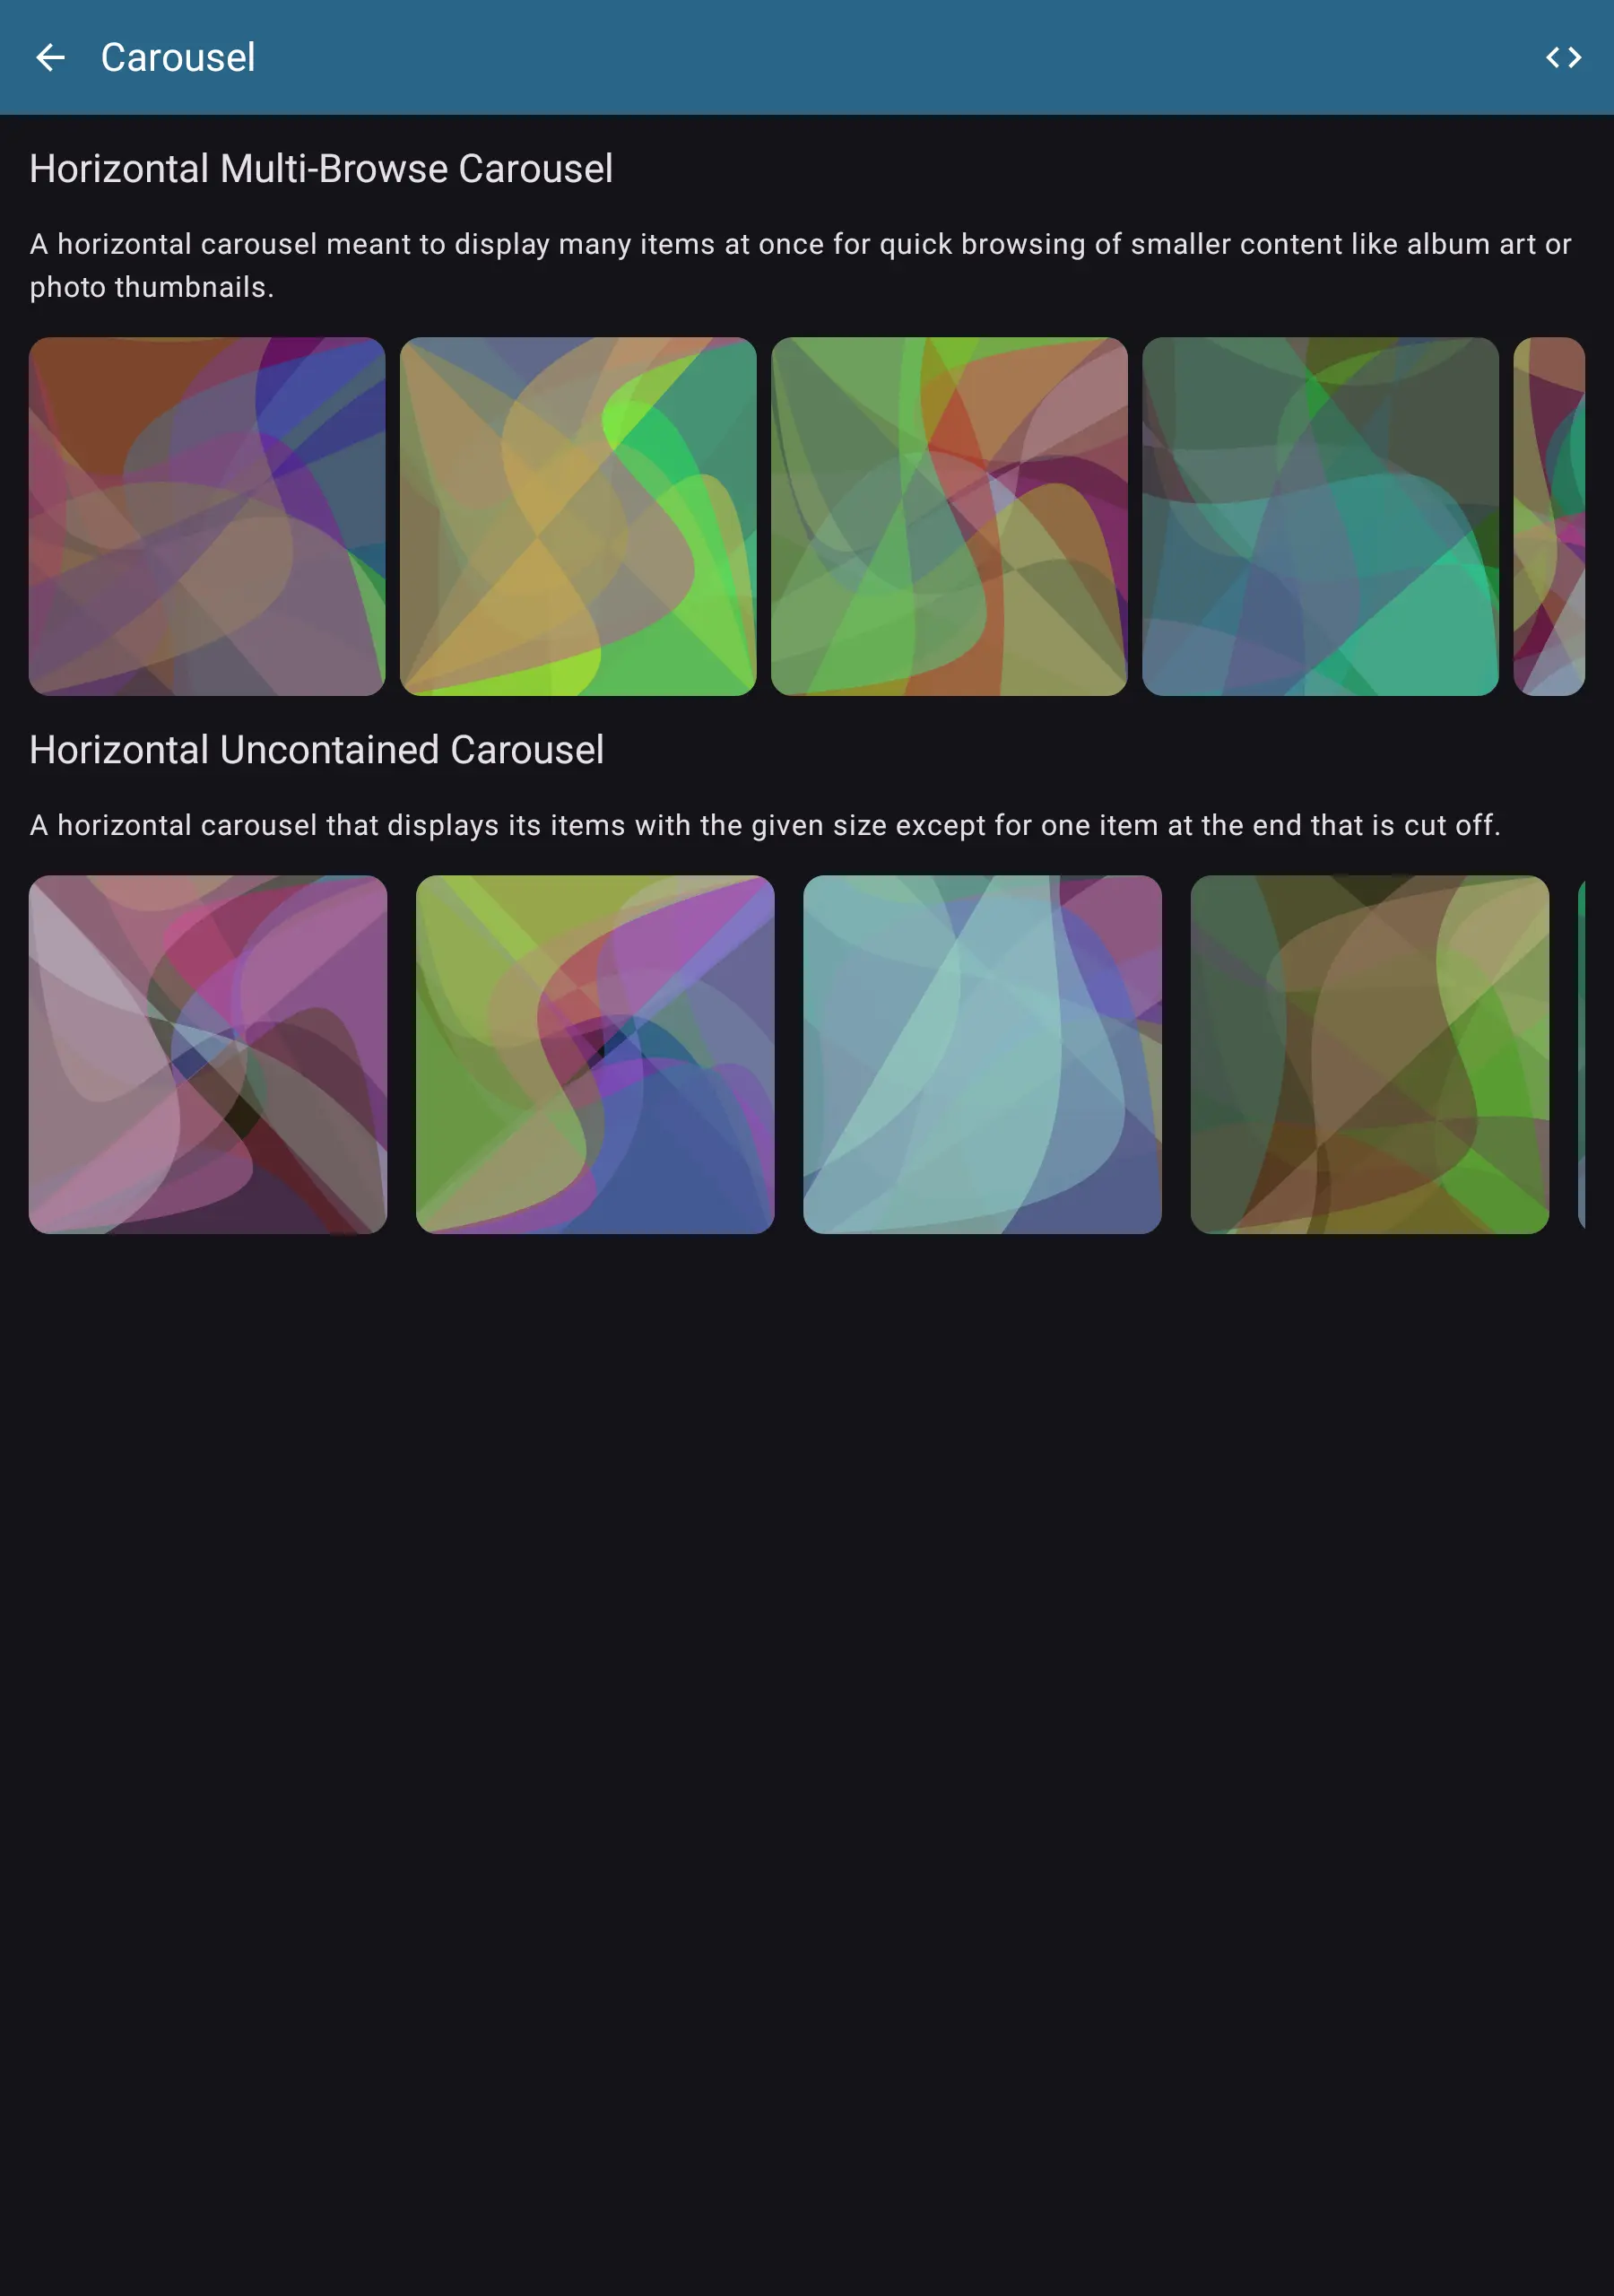 Carousel
Horizontal Multi-Browse Carousel
A horizontal carousel meant to display many items at once for quick browsing of smaller content like album art or
photo thumbnails.
Horizontal Uncontained Carousel
A horizontal carousel that displays its items with the given size except for one item at the end that is cut off.